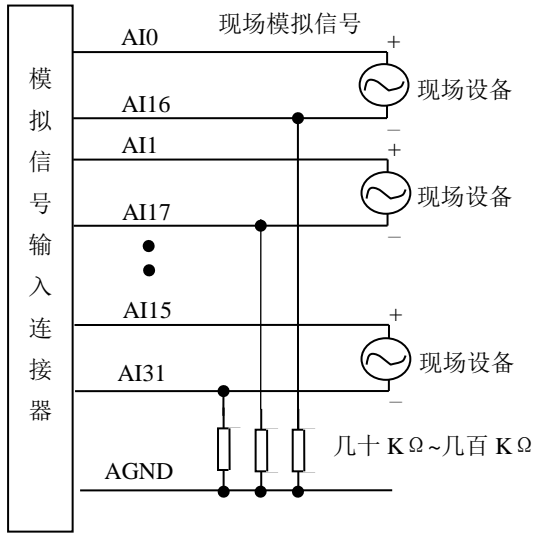 现场模拟信号
模拟信号输入连接器
AI0
+
现场设备
AI16
−
AI1
+
现场设备
AI17
−
AI15
+
现场设备
AI31
−
几十 KΩ~几百 KΩ
AGND